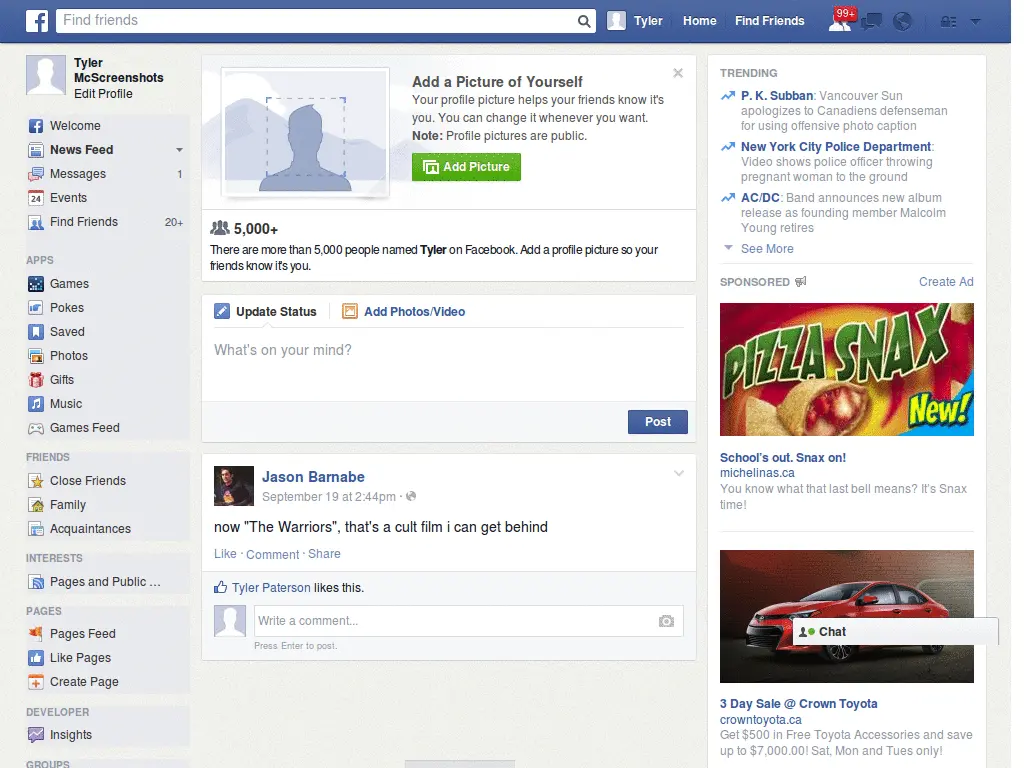 f
Find friends
Tyler
Home
Find Friends
99+
Tyler
McScreenshots
Edit Profile
Welcome
News Feed
Messages 1
24 Events
Find Friends 20+
APPS
Games
Pokes
Saved
Photos
Gifts
Music
Games Feed
FRIENDS
Close Friends
Family
Acquaintances
INTERESTS
Pages and Public ...
PAGES
Pages Feed
Like Pages
Create Page
DEVELOPER
Insights
GROUPS
Add a Picture of Yourself
Your profile picture helps your friends know it's
you. You can change it whenever you want.
Note: Profile pictures are public.
Add Picture
5,000+
There are more than 5,000 people named Tyler on Facebook. Add a profile picture so your
friends know it's you.
Update Status
Add Photos/Video
What's on your mind?
Post
Jason Barnabe
September 19 at 2:44pm ·
now "The Warriors", that's a cult film i can get behind
Like · Comment · Share
Tyler Paterson likes this.
Write a comment...
Press Enter to post.
TRENDING
P. K. Subban: Vancouver Sun
apologizes to Canadiens defenseman
for using offensive photo caption
New York City Police Department:
Video shows police officer throwing
pregnant woman to the ground
AC/DC: Band announces new album
release as founding member Malcolm
Young retires
See More
SPONSORED
Create Ad
PIZZA SNAX
New!
School's out. Snax on!
michelinas.ca
You know what that last bell means? It's Snax
time!
Chat
3 Day Sale @ Crown Toyota
crowntoyota.ca
Get $500 in Free Toyota Accessories and save
up to $7,000.00! Sat, Mon and Tues only!